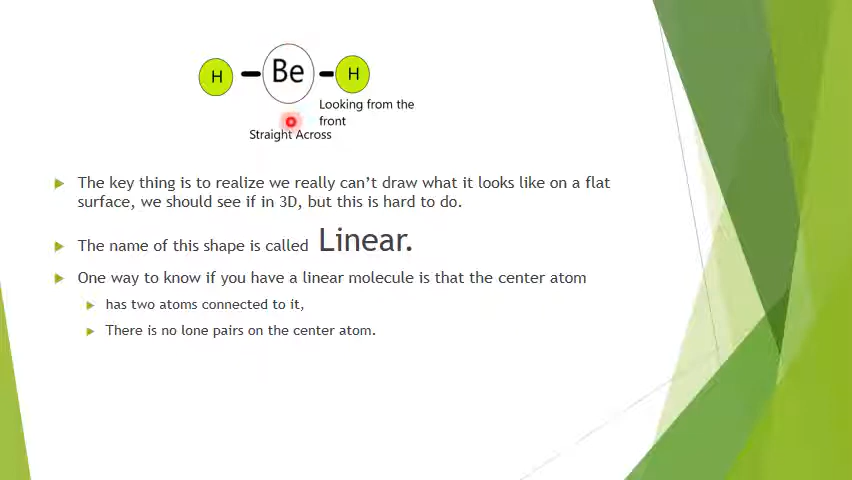 H Be H
Looking from the
front
Straight Across
The key thing is to realize we really can't draw what it looks like on a flat
surface, we should see if in 3D, but this is hard to do.
The name of this shape is called Linear.
One way to know if you have a linear molecule is that the center atom
has two atoms connected to it,
There is no lone pairs on the center atom.